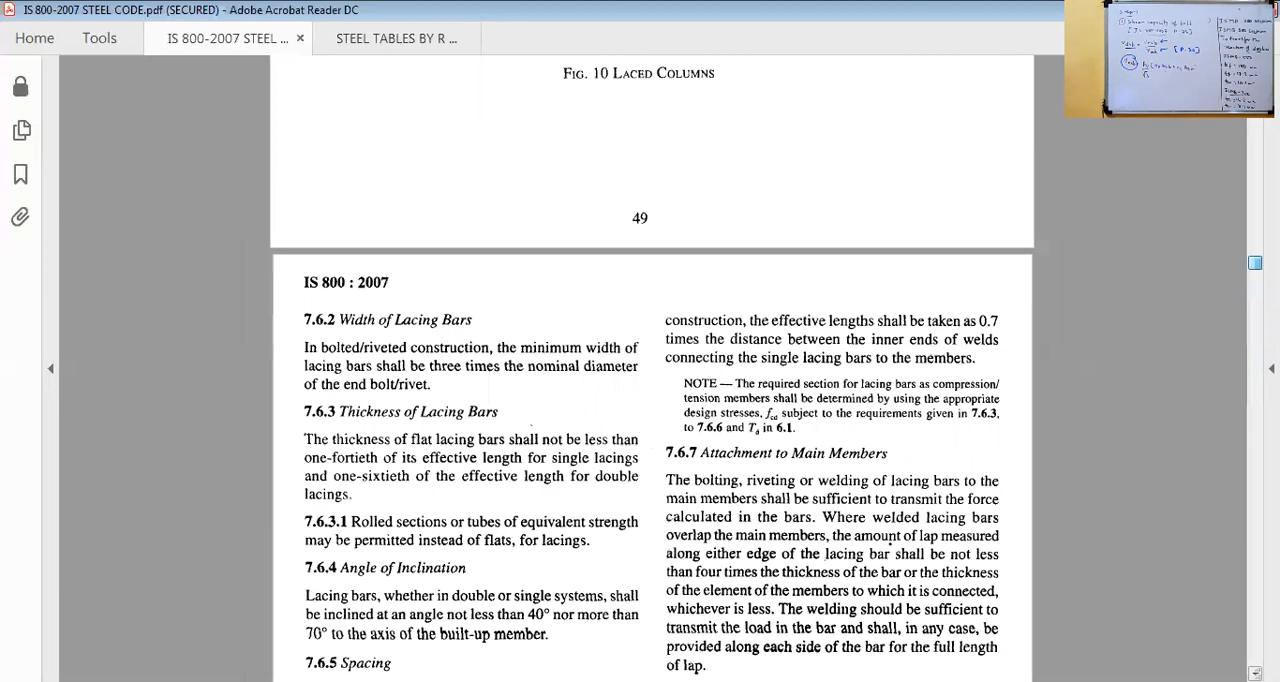 IS 800-2007 STEEL CODE.pdf (SECURED) - Adobe Acrobat Reader DC
Home
Tools
IS 800-2007 STEEL ... ×
STEEL TABLES BY R ...
FIG. 10 LACED COLUMNS
49
IS 800 : 2007
7.6.2 Width of Lacing Bars
In bolted/riveted construction, the minimum width of
lacing bars shall be three times the nominal diameter
of the end bolt/rivet.
7.6.3 Thickness of Lacing Bars
The thickness of flat lacing bars shall not be less than
one-fortieth of its effective length for single lacings
and one-sixtieth of the effective length for double
lacings.
7.6.3.1 Rolled sections or tubes of equivalent strength
may be permitted instead of flats, for lacings.
7.6.4 Angle of Inclination
Lacing bars, whether in double or single systems, shall
be inclined at an angle not less than 40° nor more than
70° to the axis of the built-up member.
7.6.5 Spacing
construction, the effective lengths shall be taken as 0.7
times the distance between the inner ends of welds
connecting the single lacing bars to the members.
NOTE — The required section for lacing bars as compression/
tension members shall be determined by using the appropriate
design stresses, fcd subject to the requirements given in 7.6.3,
to 7.6.6 and Td in 6.1.
7.6.7 Attachment to Main Members
The bolting, riveting or welding of lacing bars to the
main members shall be sufficient to transmit the force
calculated in the bars. Where welded lacing bars
overlap the main members, the amount of lap measured
along either edge of the lacing bar shall be not less
than four times the thickness of the bar or the thickness
of the element of the members to which it is connected,
whichever is less. The welding should be sufficient to
transmit the load in the bar and shall, in any case, be
provided along each side of the bar for the full length
of lap.